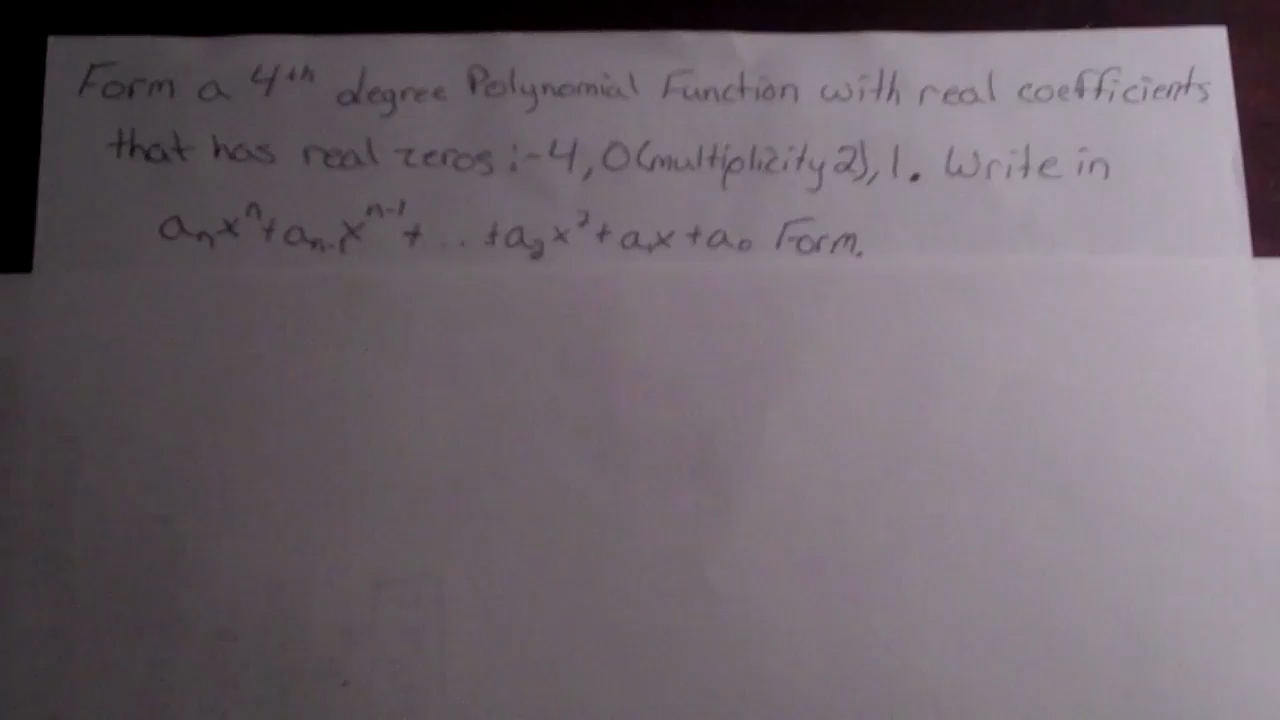 Form a 4th degree Polynomial Function with real coefficients
that has real zeros: -4, 0(multiplicity 2), 1. Write in
aₙxⁿ+aₙ₋₁xⁿ⁻¹+...+a₂x²+a₁x+a₀ Form.